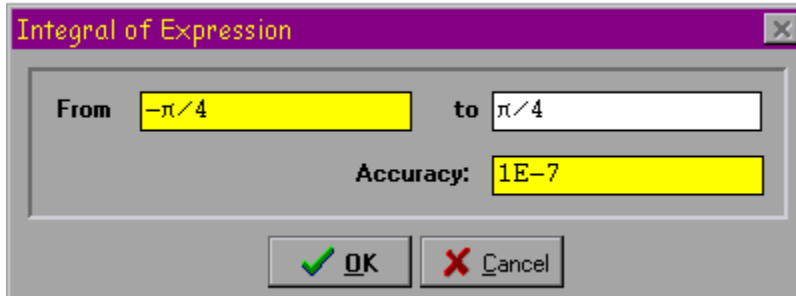 Integral of Expression
From -π/4 to π/4
Accuracy: 1E-7
OK Cancel